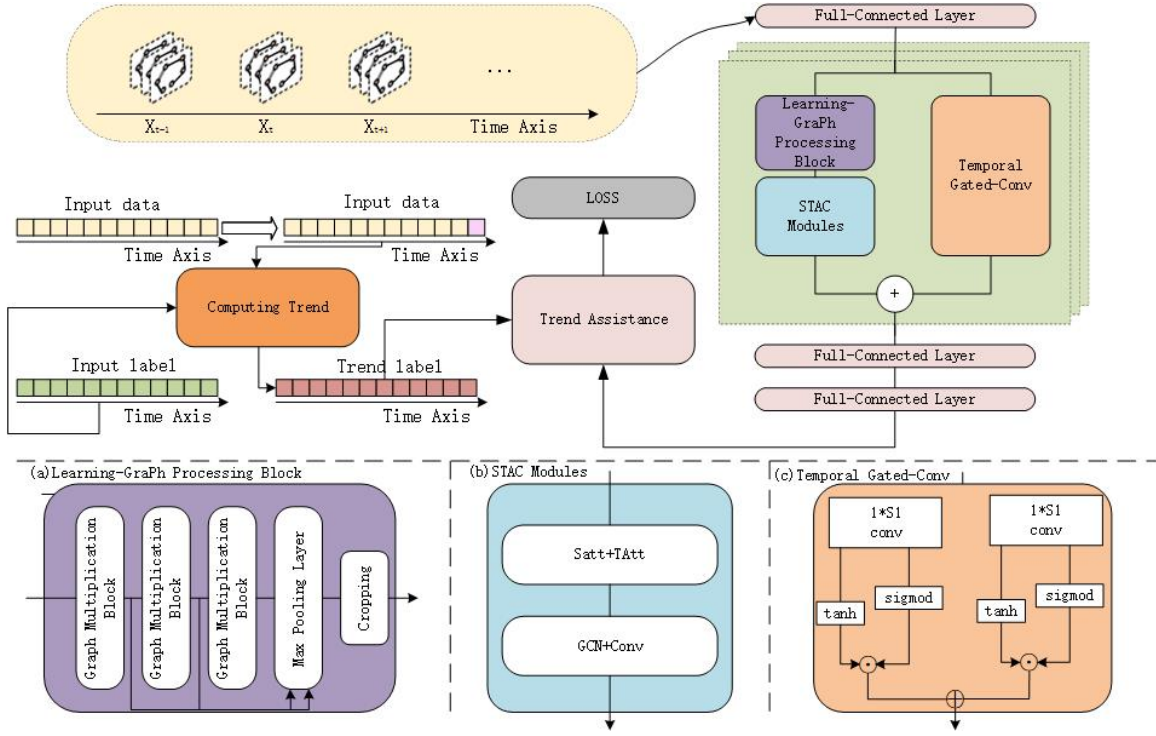 Full-Connected Layer
...
Xt-1 Xt Xt+1 Time Axis
Learning-
GraPh
Processing
Block
Temporal
Gated-Conv
STAC
Modules
+
Full-Connected Layer
Full-Connected Layer
Input data
Time Axis
Input data
Time Axis
LOSS
Computing Trend
Trend Assistance
Input label
Time Axis
Trend label
Time Axis
(a)Learning-GraPh Processing Block
Graph Multiplication
Block
Graph Multiplication
Block
Graph Multiplication
Block
Max Pooling Layer
Cropping
(b)STAC Modules
Satt+TAtt
GCN+Conv
(c)Temporal Gated-Conv
1*S1
conv
1*S1
conv
tanh
sigmod
tanh
sigmod